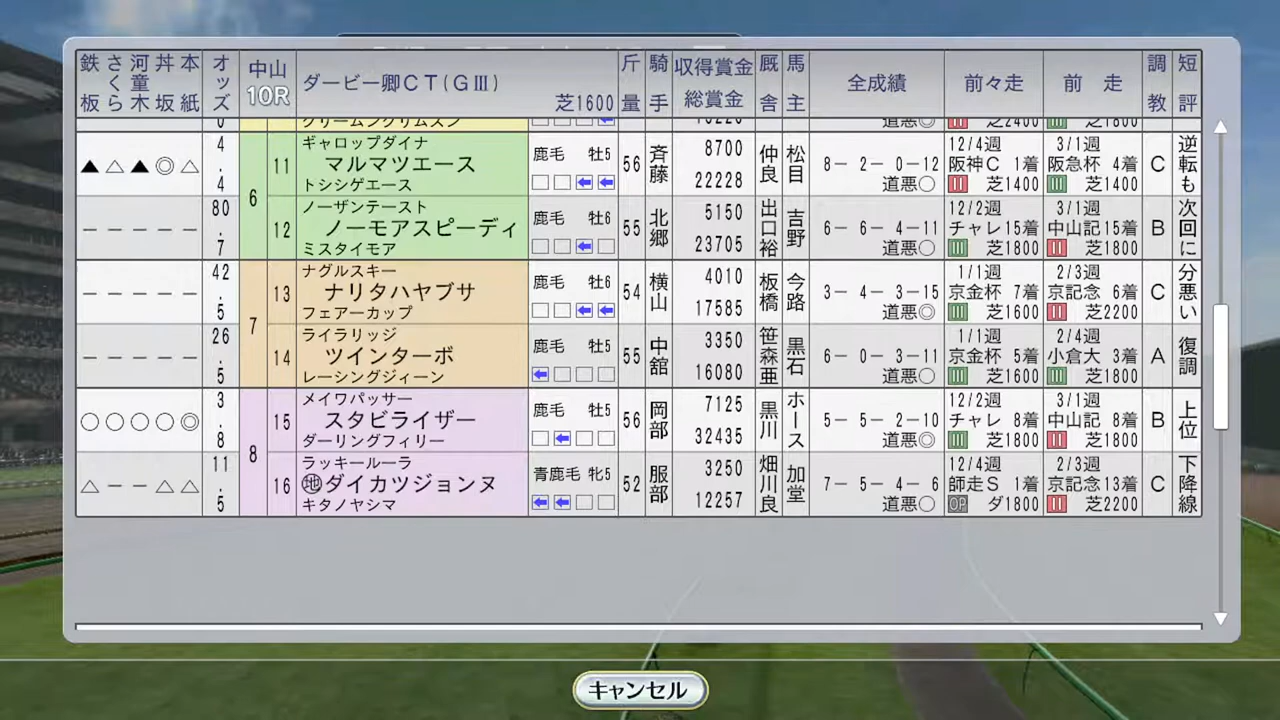 鉄板 さくら 河童木 丼坂 本紙 オッズ 中山10R ダービー卿CT(GⅢ) 芝1600 斤量 騎手 収得賞金 総賞金 厩舎 馬主 全成績 前々走 前走 調教 短評
▲ △ ▲ ◎ △ 4.4 6 11 ギャロップダイナ 鹿毛 牡5 56 斉藤 8700 仲良 松目 8-2-0-12 12/4週 3/1週 C 逆転も
マルマツエース 阪神C 1着 阪急杯 4着
トシシゲエース 22228 道悪○ Ⅱ 芝1400 Ⅲ 芝1400
－ － － － － 80.7 12 ノーザンテースト 鹿毛 牡6 55 北郷 5150 出口裕 吉野 6-6-4-11 12/2週 3/1週 B 次回に
ノーモアスピーディ チャレ15着 中山記15着
ミスタイモア 23705 道悪○ Ⅲ 芝1800 Ⅱ 芝1800
－ － － － － 42.5 7 13 ナグルスキー 鹿毛 牡6 54 横山 4010 板橋 今路 3-4-3-15 1/1週 2/3週 C 分悪い
ナリタハヤブサ 京金杯 7着 京記念 6着
フェアーカップ 17585 道悪◎ Ⅲ 芝1600 Ⅱ 芝2200
－ － － － － 26.5 14 ライラリッジ 鹿毛 牡5 55 中舘 3350 笹森亜 黒石 6-0-3-11 1/1週 2/4週 A 復調
ツインターボ 京金杯 5着 小倉大 3着
レーシングジィーン 16080 道悪○ Ⅲ 芝1600 Ⅲ 芝1800
○ ○ ○ ○ ◎ 3.8 8 15 メイワパッサー 鹿毛 牡5 56 岡部 7125 黒川 ホース 5-5-2-10 12/2週 3/1週 B 上位
スタビライザー チャレ 8着 中山記 8着
ダーリングフィリー 32435 道悪◎ Ⅲ 芝1800 Ⅱ 芝1800
△ － － △ △ 11.5 16 ラッキールーラ 青鹿毛 牝5 52 服部 3250 畑川良 加堂 7-5-4-6 12/4週 2/3週 C 下降線
㊞ダイカツジョンヌ 師走S 1着 京記念13着
キタノヤシマ 12257 道悪○ OP ダ1800 Ⅱ 芝2200
キャンセル